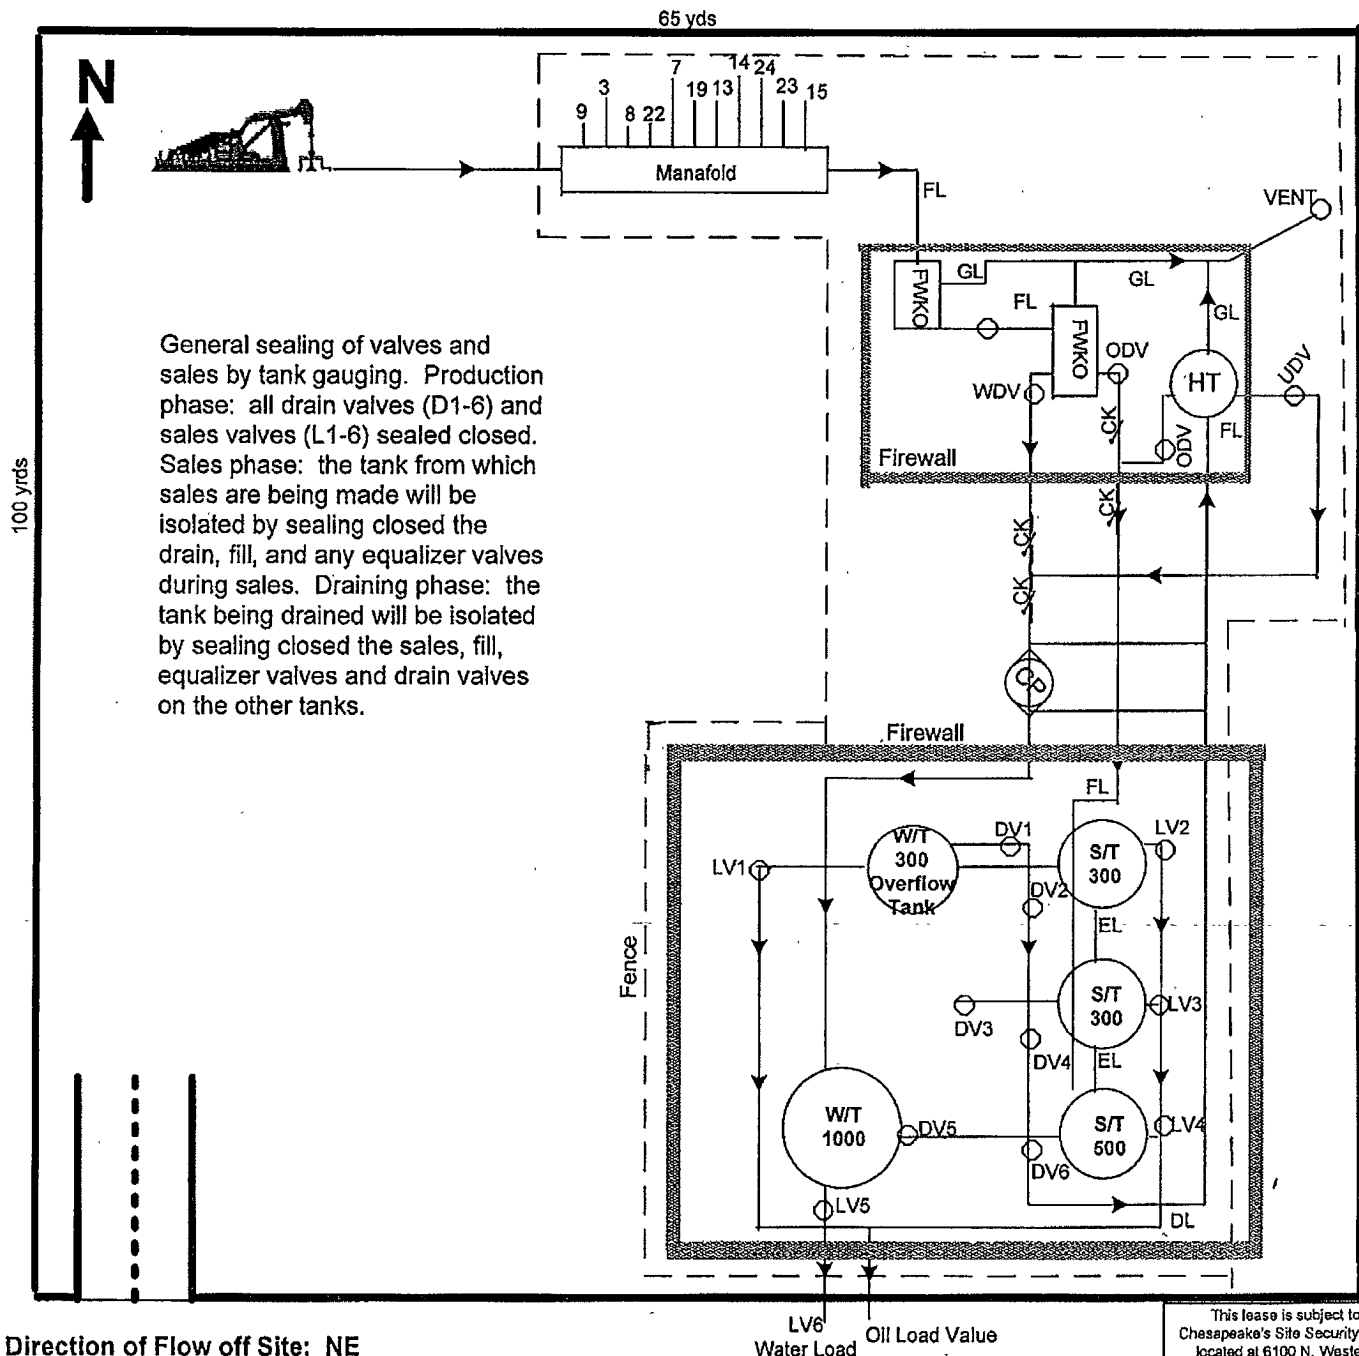 65 yds
N
7
14
24
3
19
13
23
15
9
8
22
Manafold
FL
VENT
FWKO
GL
GL
FL
GL
FWKO
ODV
HT
UDV
WDV
CK
FL
ODV
Firewall
General sealing of valves and
sales by tank gauging. Production
phase: all drain valves (D1-6) and
sales valves (L1-6) sealed closed.
Sales phase: the tank from which
sales are being made will be
isolated by sealing closed the
drain, fill, and any equalizer valves
during sales. Draining phase: the
tank being drained will be isolated
by sealing closed the sales, fill,
equalizer valves and drain valves
on the other tanks.
100 yrds
CK
CK
CK
CP
Firewall
FL
DV1
LV2
W/T
300
Overflow
Tank
S/T
300
LV1
DV2
EL
Fence
S/T
300
LV3
DV3
DV4
EL
W/T
1000
DV5
S/T
500
LV4
DV6
LV5
DL
LV6
Water Load
Oil Load Value
Direction of Flow off Site: NE
This lease is subject to
Chesapeake's Site Security
located at 6100 N. Weste